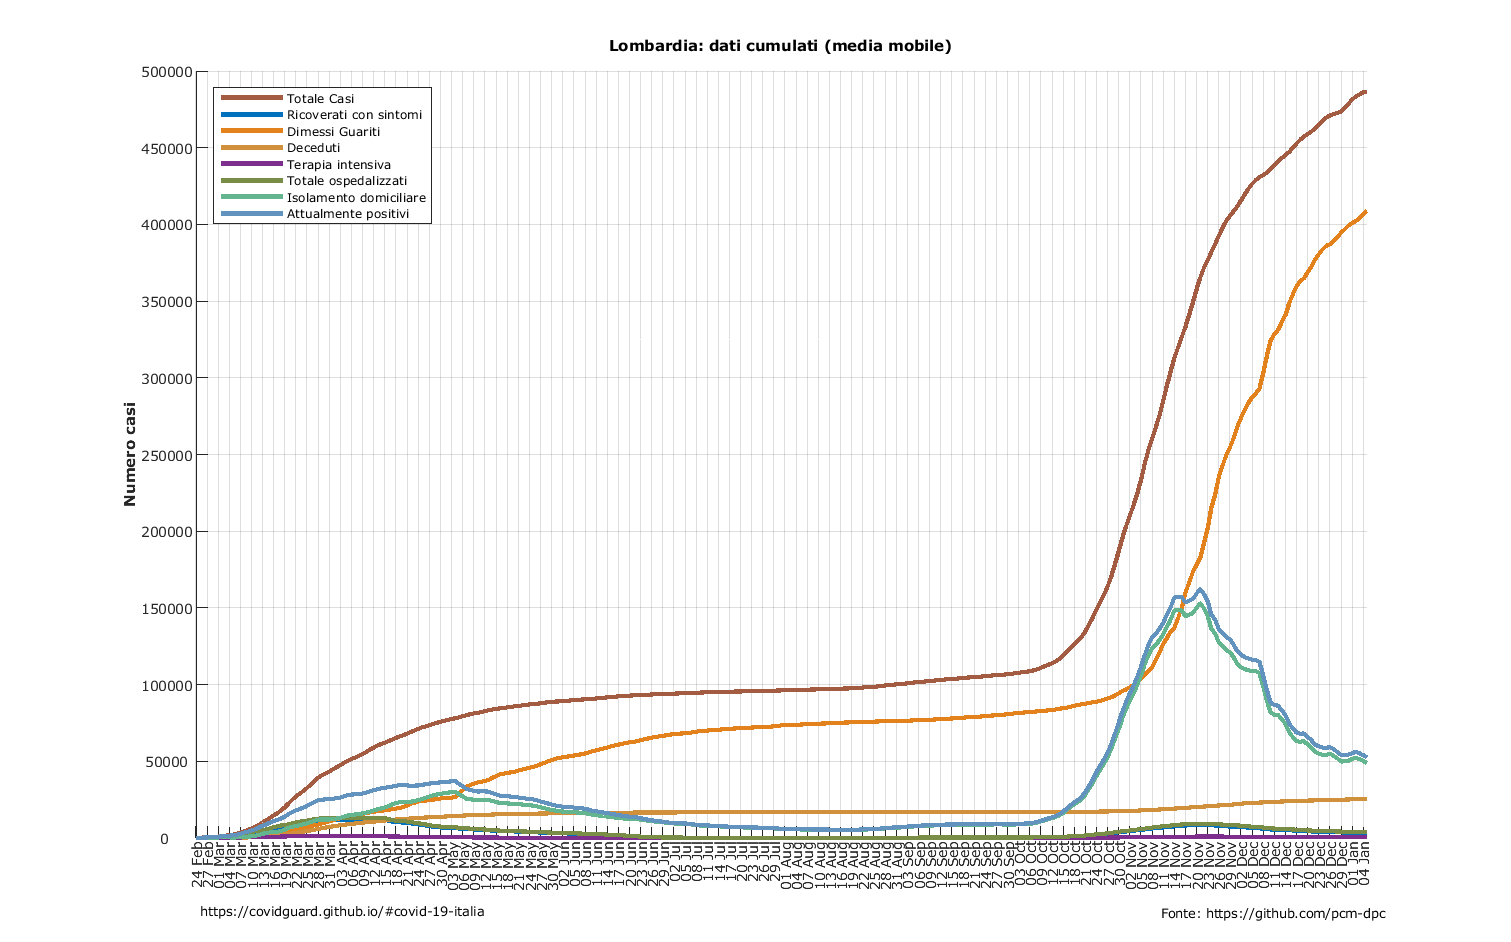 Lombardia: dati cumulati (media mobile)
500000
450000
400000
350000
300000
250000
200000
150000
100000
50000
0
Numero casi
Totale Casi
Ricoverati con sintomi
Dimessi Guariti
Deceduti
Terapia intensiva
Totale ospedalizzati
Isolamento domiciliare
Attualmente positivi
24 Feb
27 Feb
01 Mar
04 Mar
07 Mar
10 Mar
13 Mar
16 Mar
19 Mar
22 Mar
25 Mar
28 Mar
31 Mar
03 Apr
06 Apr
09 Apr
12 Apr
15 Apr
18 Apr
21 Apr
24 Apr
27 Apr
30 Apr
03 May
06 May
09 May
12 May
15 May
18 May
21 May
24 May
27 May
30 May
02 Jun
05 Jun
08 Jun
11 Jun
14 Jun
17 Jun
20 Jun
23 Jun
26 Jun
29 Jun
02 Jul
05 Jul
08 Jul
11 Jul
14 Jul
17 Jul
20 Jul
23 Jul
26 Jul
29 Jul
01 Aug
04 Aug
07 Aug
10 Aug
13 Aug
16 Aug
19 Aug
22 Aug
25 Aug
28 Aug
31 Aug
03 Sep
06 Sep
09 Sep
12 Sep
15 Sep
18 Sep
21 Sep
24 Sep
27 Sep
30 Sep
03 Oct
06 Oct
09 Oct
12 Oct
15 Oct
18 Oct
21 Oct
24 Oct
27 Oct
30 Oct
02 Nov
05 Nov
08 Nov
11 Nov
14 Nov
17 Nov
20 Nov
23 Nov
26 Nov
29 Nov
02 Dec
05 Dec
08 Dec
11 Dec
14 Dec
17 Dec
20 Dec
23 Dec
26 Dec
29 Dec
01 Jan
04 Jan
https://covidguard.github.io/#covid-19-italia
Fonte: https://github.com/pcm-dpc